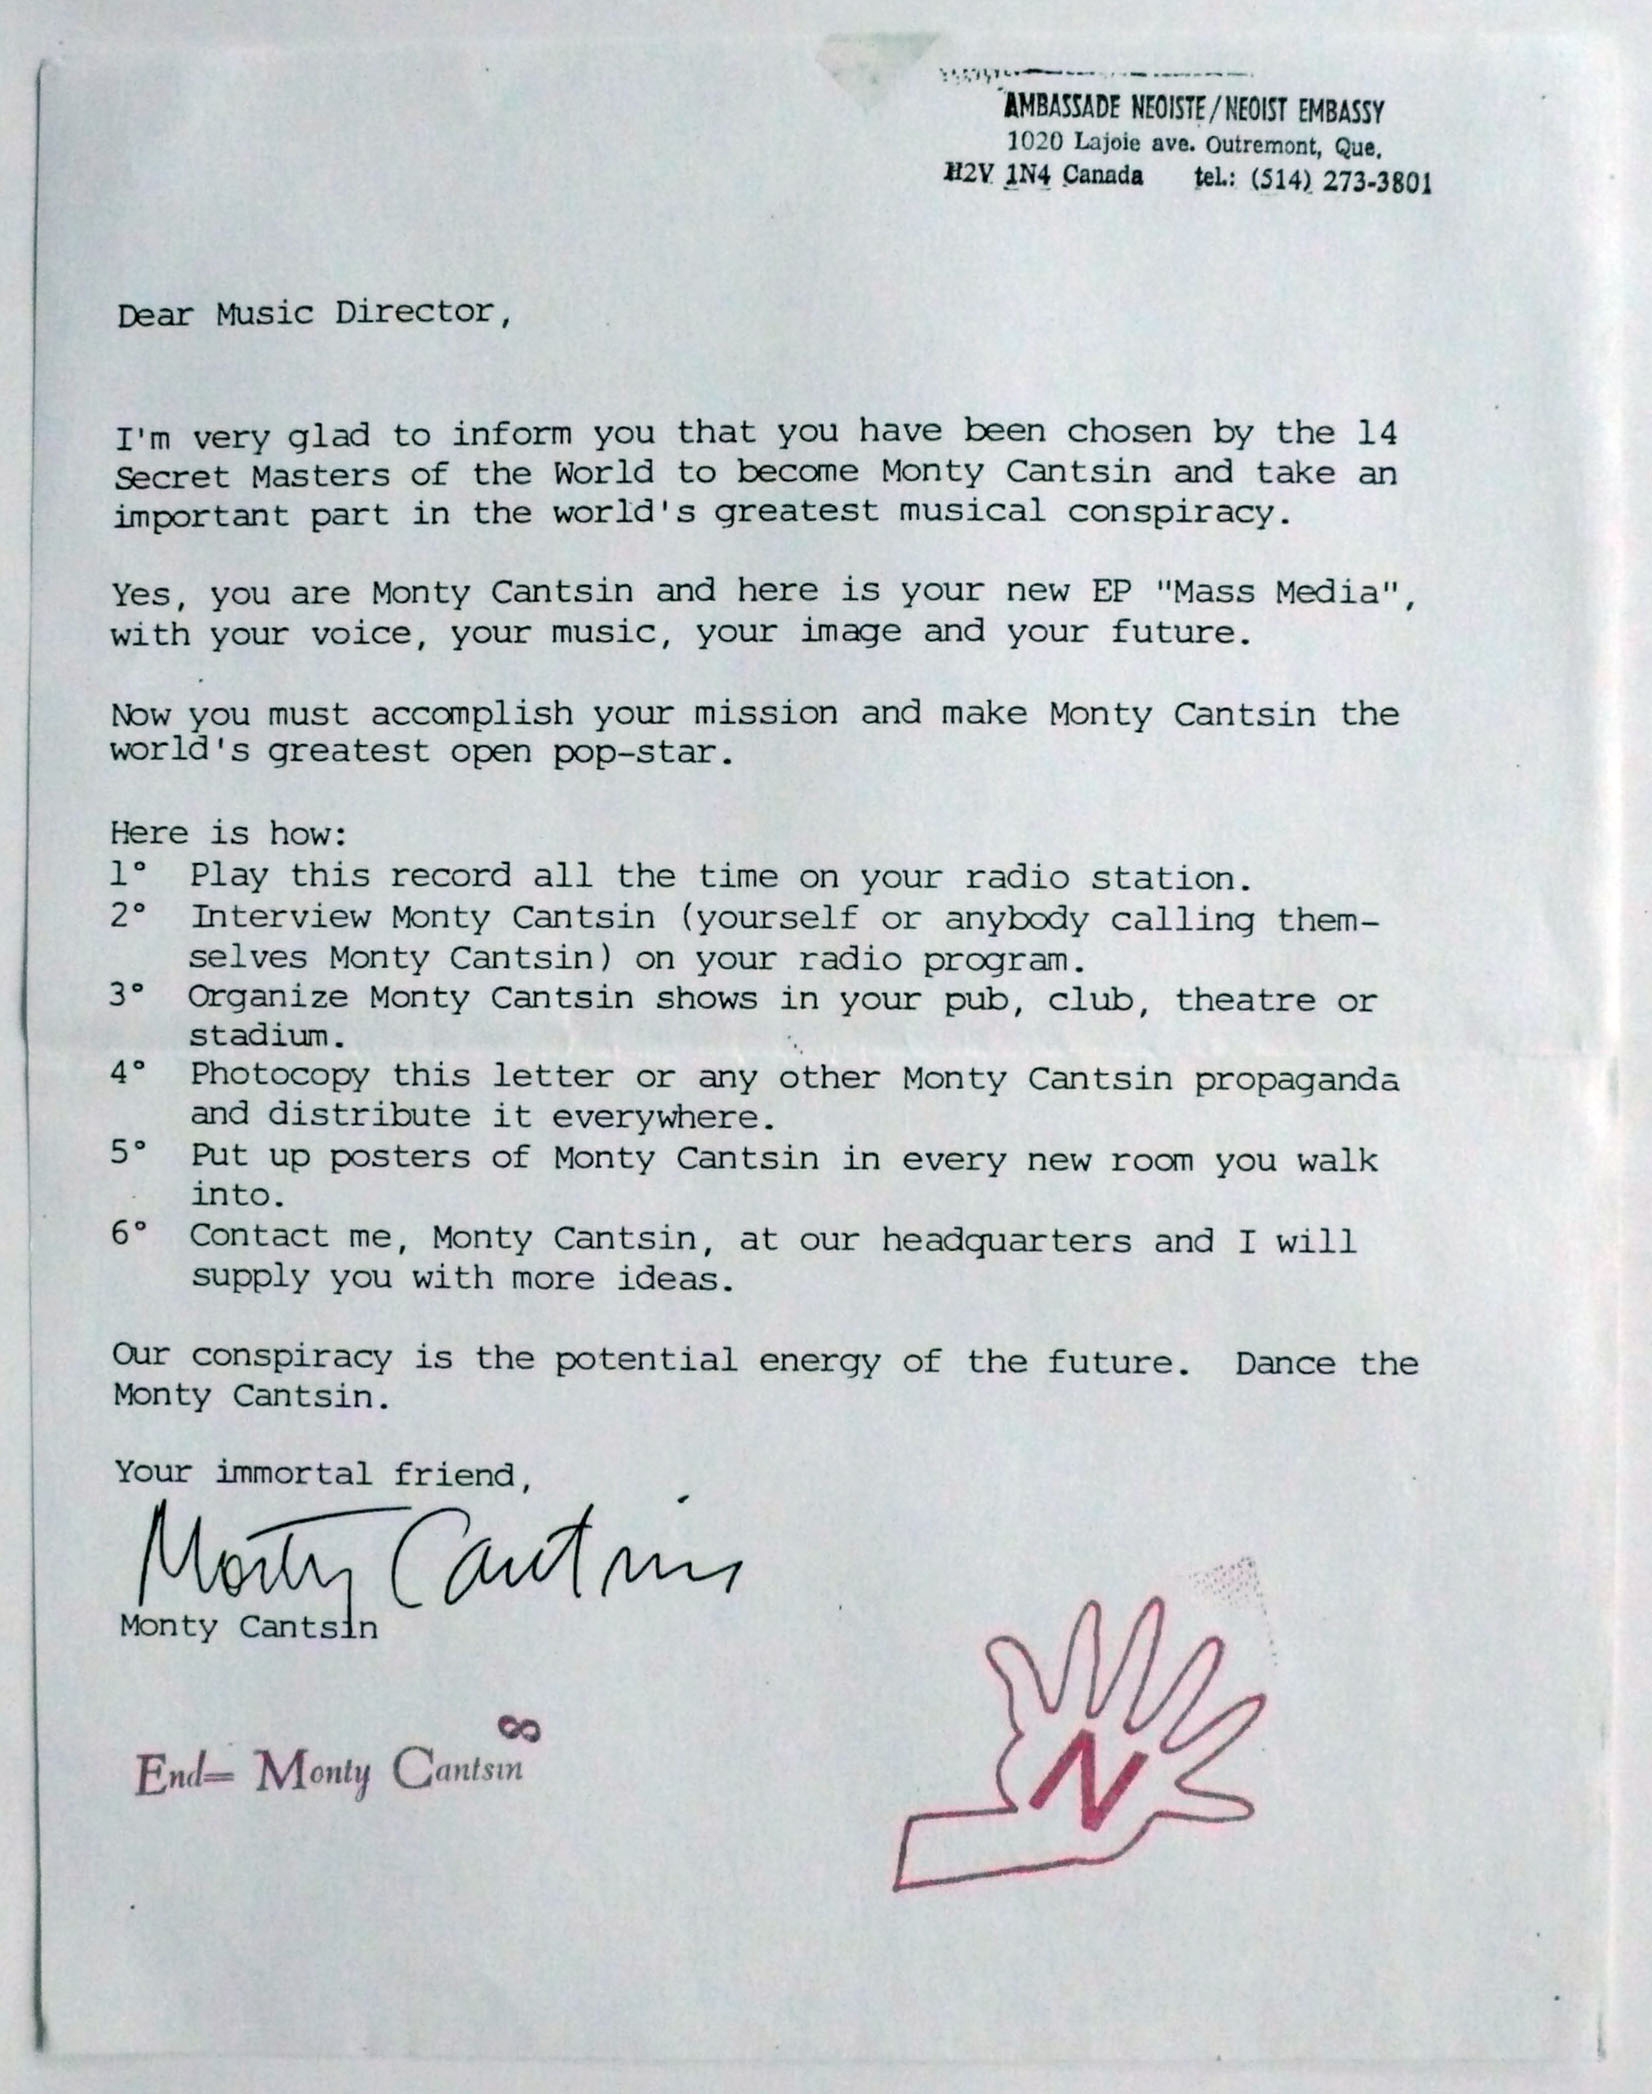 AMBASSADE NEOISTE/NEOIST EMBASSY
1020 Lajoie ave. Outremont, Que.
H2V 1N4 Canada tel.: (514) 273-3801
Dear Music Director,
I'm very glad to inform you that you have been chosen by the 14
Secret Masters of the World to become Monty Cantsin and take an
important part in the world's greatest musical conspiracy.
Yes, you are Monty Cantsin and here is your new EP "Mass Media",
with your voice, your music, your image and your future.
Now you must accomplish your mission and make Monty Cantsin the
world's greatest open pop-star.
Here is how:
1° Play this record all the time on your radio station.
2° Interview Monty Cantsin (yourself or anybody calling them-
selves Monty Cantsin) on your radio program.
3° Organize Monty Cantsin shows in your pub, club, theatre or
stadium.
4° Photocopy this letter or any other Monty Cantsin propaganda
and distribute it everywhere.
5° Put up posters of Monty Cantsin in every new room you walk
into.
6° Contact me, Monty Cantsin, at our headquarters and I will
supply you with more ideas.
Our conspiracy is the potential energy of the future. Dance the
Monty Cantsin.
Your immortal friend,
Monty Cantsin
Monty Cantsin
End= Monty Cantsin∞
N